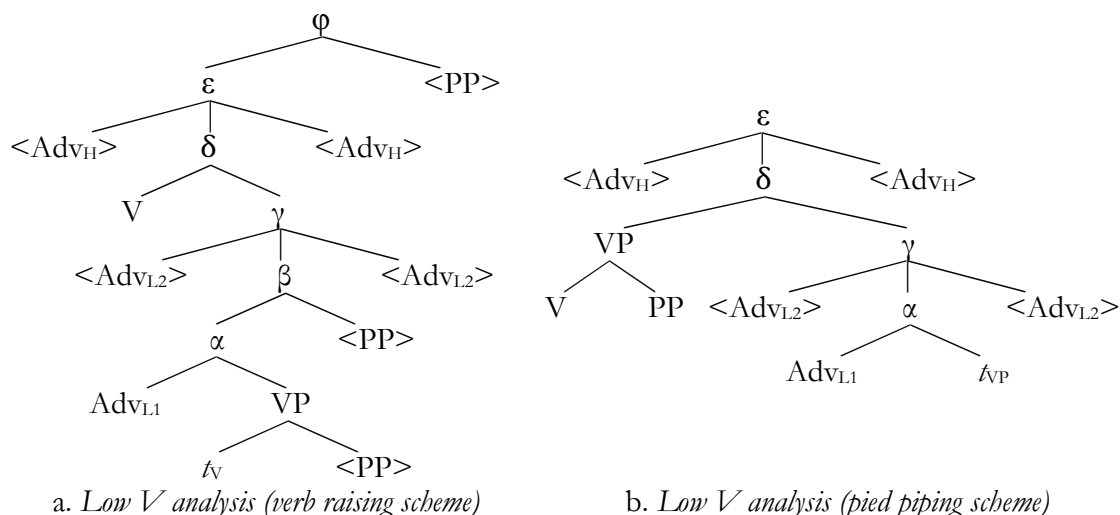 φ
ε <PP>
<Adv_H> δ <Adv_H>
V γ
<Adv_L2> β <Adv_L2>
α <PP>
Adv_L1 VP
t_V <PP>
a. Low V analysis (verb raising scheme)
ε
<Adv_H> δ <Adv_H>
VP γ
V PP <Adv_L2> α <Adv_L2>
Adv_L1 t_VP
b. Low V analysis (pied piping scheme)